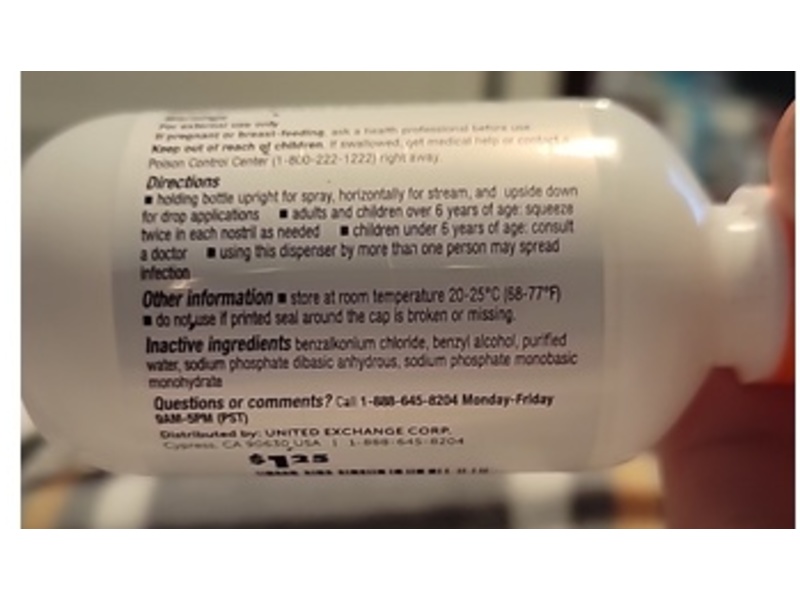 For external use only
If pregnant or breast-feeding, ask a health professional before use.
Keep out of reach of children. If swallowed, get medical help or contact a
Poison Control Center (1-800-222-1222) right away.
Directions
■ holding bottle upright for spray, horizontally for stream, and upside down
for drop applications ■ adults and children over 6 years of age: squeeze
twice in each nostril as needed ■ children under 6 years of age: consult
a doctor ■ using this dispenser by more than one person may spread
infection
Other information ■ store at room temperature 20-25°C (68-77°F)
■ do not use if printed seal around the cap is broken or missing.
Inactive ingredients benzalkonium chloride, benzyl alcohol, purified
water, sodium phosphate dibasic anhydrous, sodium phosphate monobasic
monohydrate
Questions or comments? Call 1-888-645-8204 Monday-Friday
9AM-5PM (PST)
Distributed by: UNITED EXCHANGE CORP.
Cypress, CA 90630 USA | 1-888-645-8204
$1.25